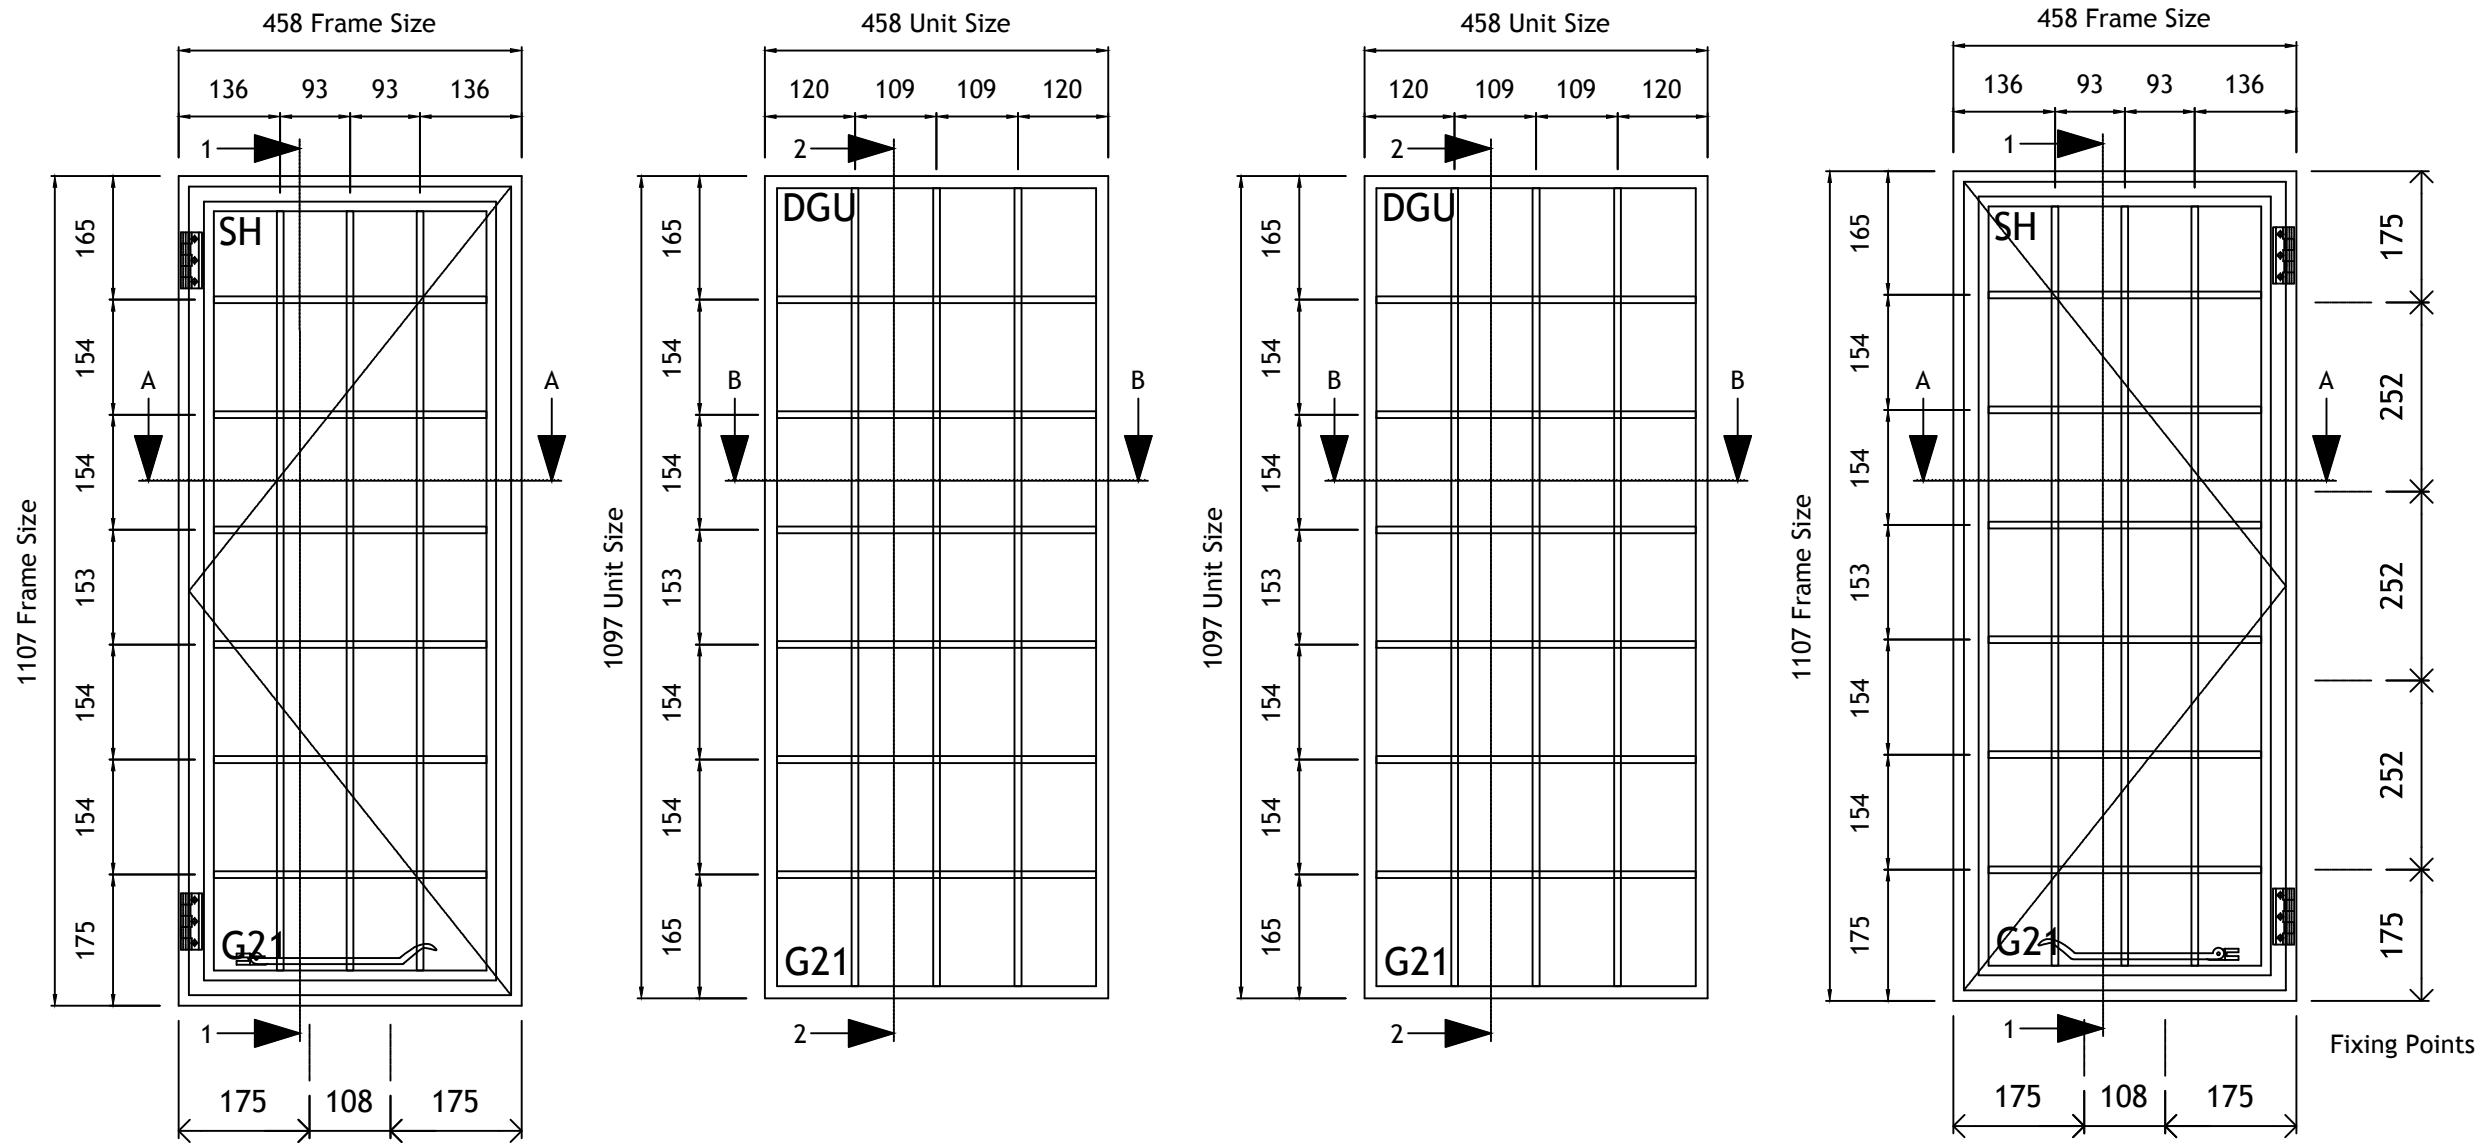 458 Frame Size
136 93 93 136
1
165
154
154
153
154
154
175
1107 Frame Size
A
A
SH
G21
1
175 108 175
458 Unit Size
120 109 109 120
2
165
154
154
153
154
154
165
1097 Unit Size
B
B
DGU
G21
2
458 Unit Size
120 109 109 120
2
165
154
154
153
154
154
165
1097 Unit Size
B
B
DGU
G21
2
458 Frame Size
136 93 93 136
1
165
154
154
153
154
154
175
1107 Frame Size
A
A
SH
G21
1
175
252
252
252
175
Fixing Points
175 108 175